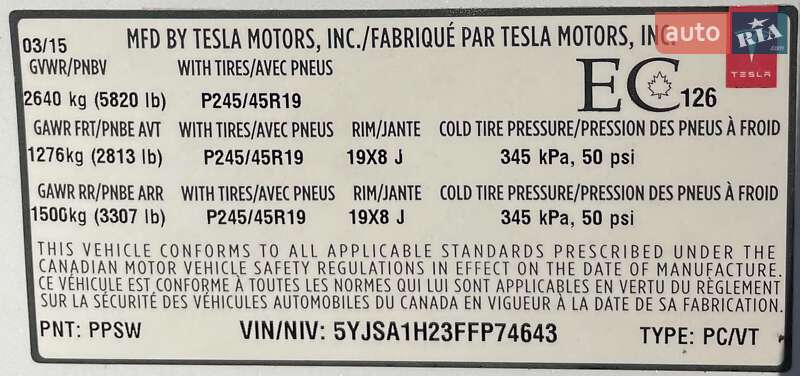 03/15 MFD BY TESLA MOTORS, INC./FABRIQUÉ PAR TESLA MOTORS, INC.
auto RIA.com
TESLA
GVWR/PNBV WITH TIRES/AVEC PNEUS
2640 kg (5820 lb) P245/45R19 EC 126
GAWR FRT/PNBE AVT WITH TIRES/AVEC PNEUS RIM/JANTE COLD TIRE PRESSURE/PRESSION DES PNEUS À FROID
1276kg (2813 lb) P245/45R19 19X8 J 345 kPa, 50 psi
GAWR RR/PNBE ARR WITH TIRES/AVEC PNEUS RIM/JANTE COLD TIRE PRESSURE/PRESSION DES PNEUS À FROID
1500kg (3307 lb) P245/45R19 19X8 J 345 kPa, 50 psi
THIS VEHICLE CONFORMS TO ALL APPLICABLE STANDARDS PRESCRIBED UNDER THE
CANADIAN MOTOR VEHICLE SAFETY REGULATIONS IN EFFECT ON THE DATE OF MANUFACTURE.
CE VÉHICULE EST CONFORME À TOUTES LES NORMES QUI LUI SONT APPLICABLES EN VERTU DU RÈGLEMENT
SUR LA SÉCURITÉ DES VÉHICULES AUTOMOBILES DU CANADA EN VIGUEUR À LA DATE DE SA FABRICATION.
PNT: PPSW VIN/NIV: 5YJSA1H23FFP74643 TYPE: PC/VT